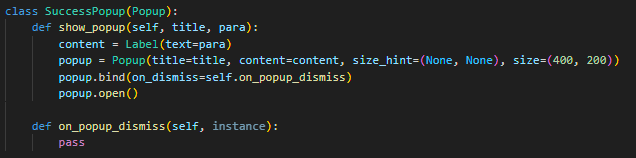 class SuccessPopup(Popup):
    def show_popup(self, title, para):
        content = Label(text=para)
        popup = Popup(title=title, content=content, size_hint=(None, None), size=(400, 200))
        popup.bind(on_dismiss=self.on_popup_dismiss)
        popup.open()

    def on_popup_dismiss(self, instance):
        pass